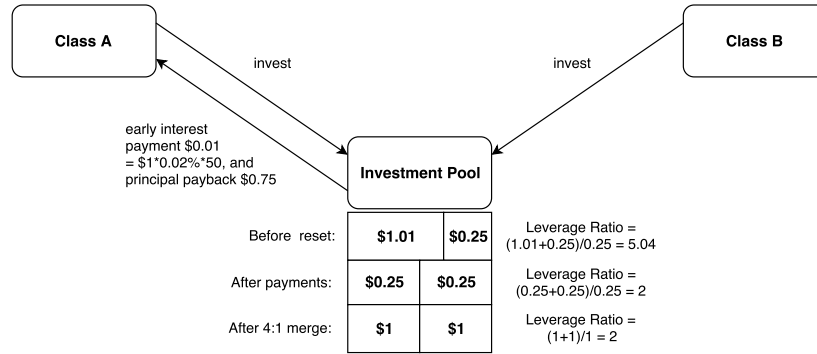 Class A
Class B
invest
invest
early interest
payment $0.01
= $1*0.02%*50, and
principal payback $0.75
Investment Pool
Before reset:
$1.01
$0.25
Leverage Ratio =
(1.01+0.25)/0.25 = 5.04
After payments:
$0.25
$0.25
Leverage Ratio =
(0.25+0.25)/0.25 = 2
After 4:1 merge:
$1
$1
Leverage Ratio =
(1+1)/1 = 2